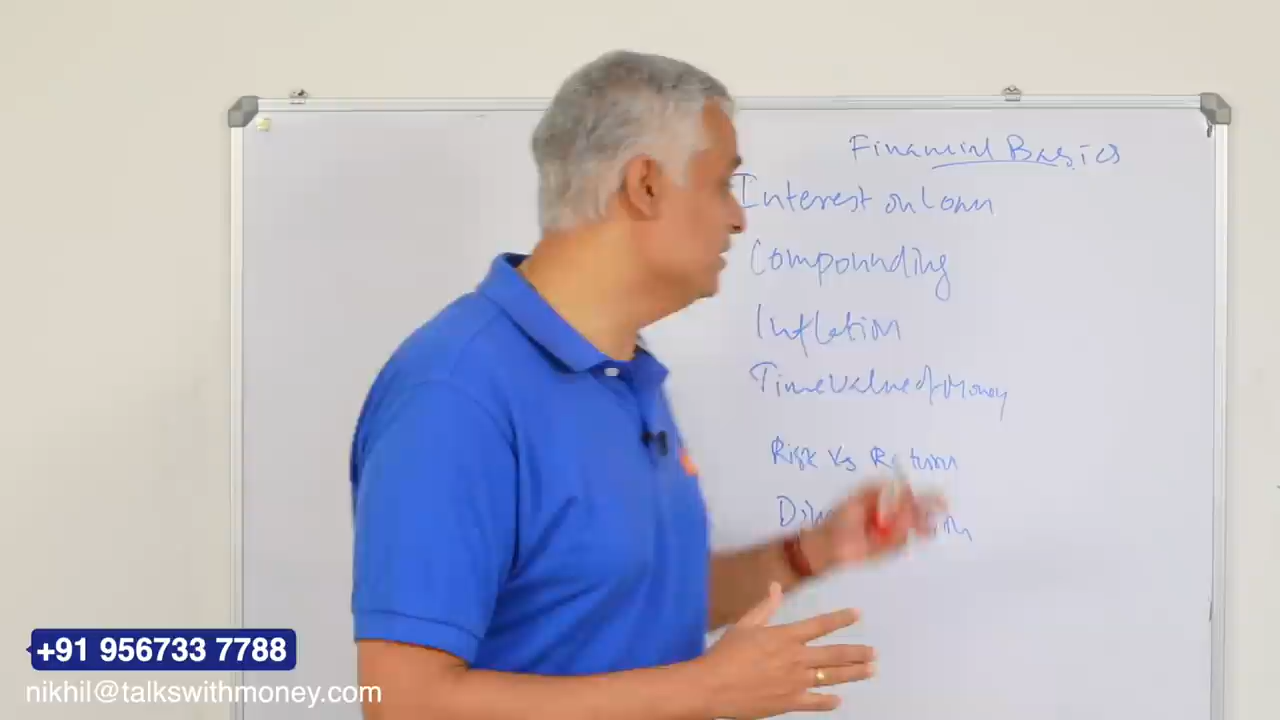 Financial Basics
Interest on Loan
Compounding
Inflation
Time Value of Money
Risk Vs Return
+91 956733 7788
nikhil@talkswithmoney.com